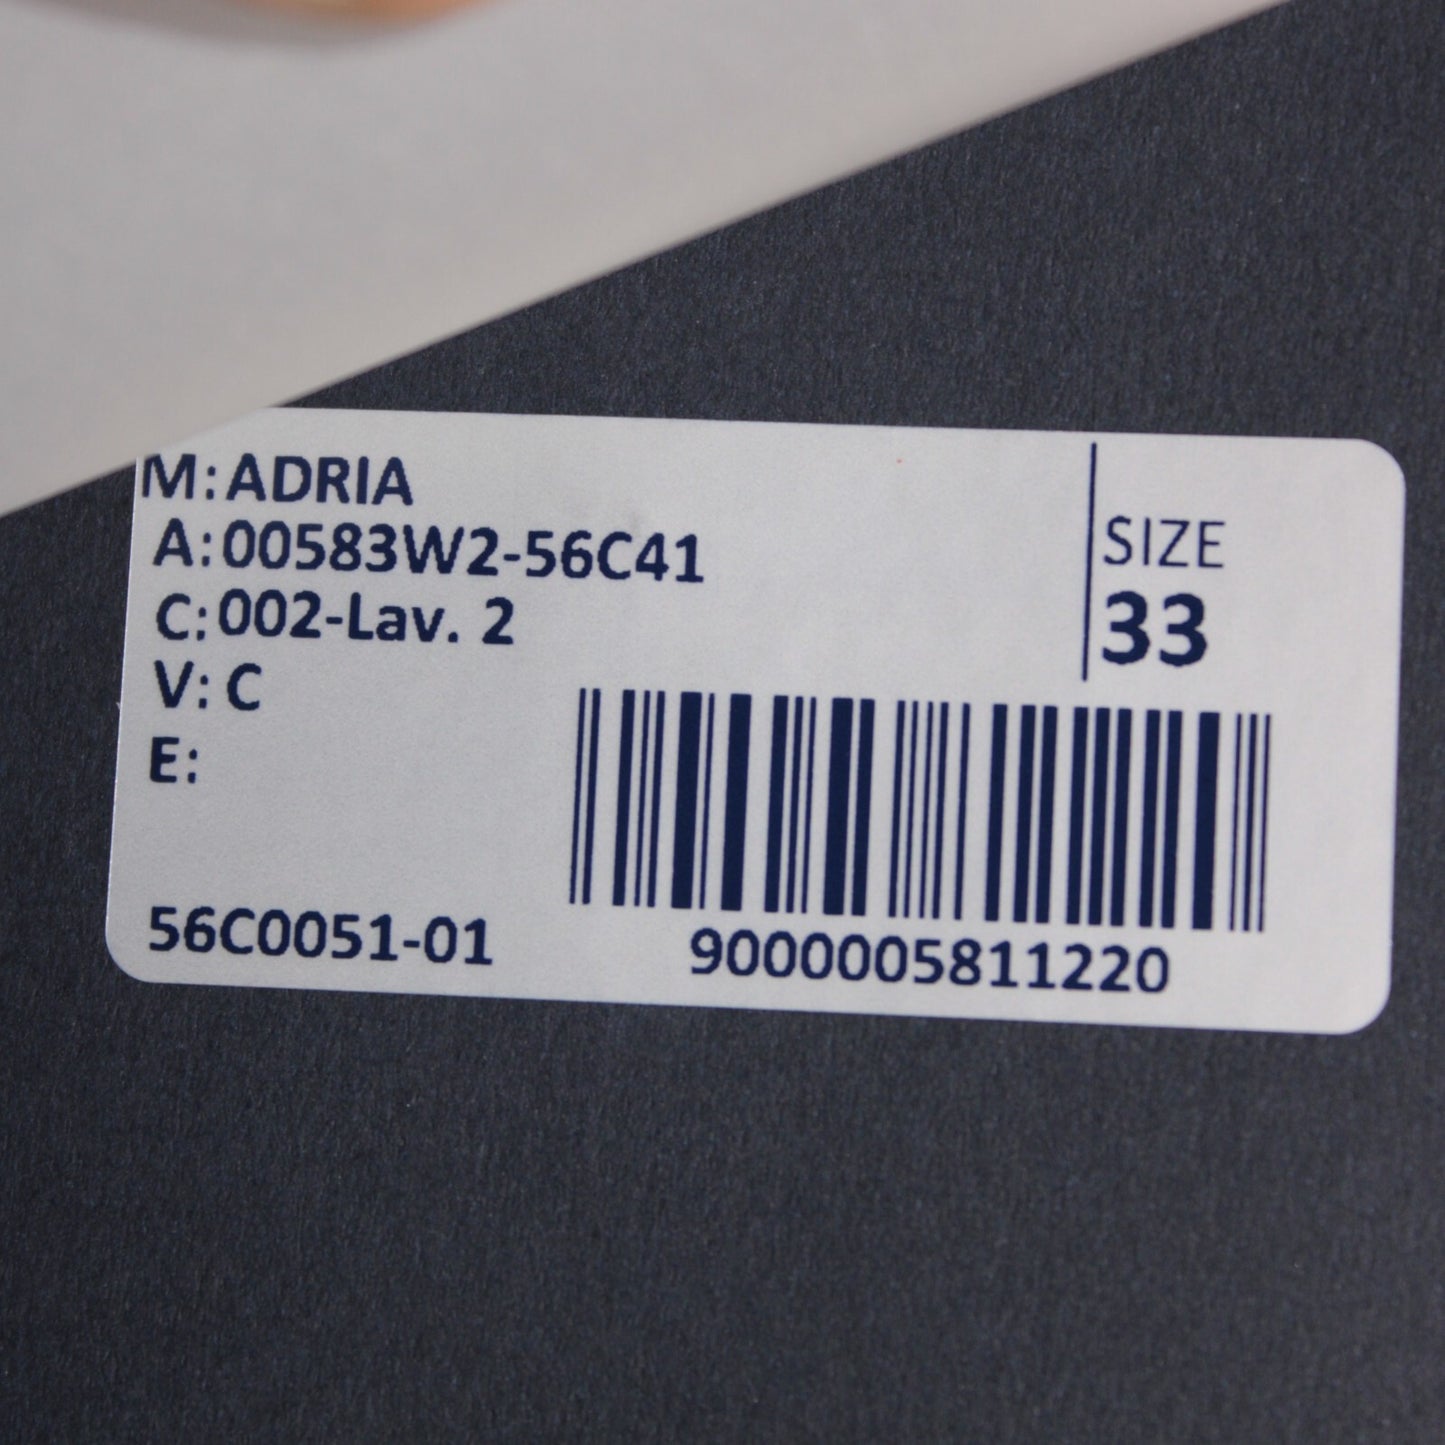 M: ADRIA
A: 00583W2-56C41
C: 002-Lav. 2
V: C
E:
SIZE
33
56C0051-01
9000005811220